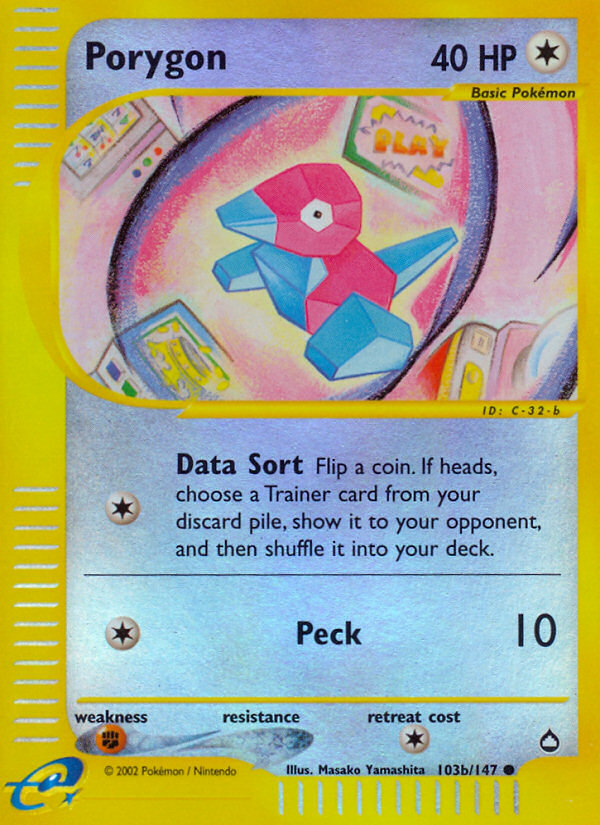 Porygon 40 HP
Basic Pokémon
PLAY
ID: C-32-b
Data Sort Flip a coin. If heads,
choose a Trainer card from your
discard pile, show it to your opponent,
and then shuffle it into your deck.
Peck 10
weakness resistance retreat cost
© 2002 Pokémon / Nintendo Illus. Masako Yamashita 103b/147
e